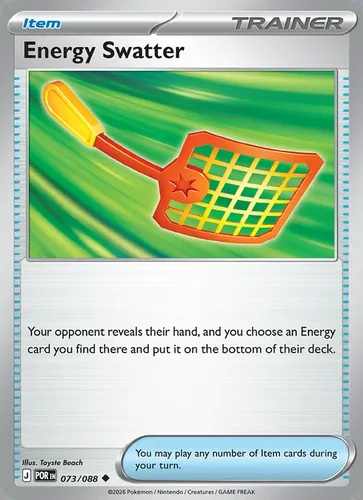 Item
TRAINER
Energy Swatter
Your opponent reveals their hand, and you choose an Energy
card you find there and put it on the bottom of their deck.
Illus. Toyste Beach
J POR EN 073/088 ◆
You may play any number of Item cards during
your turn.
©2026 Pokémon / Nintendo / Creatures / GAME FREAK